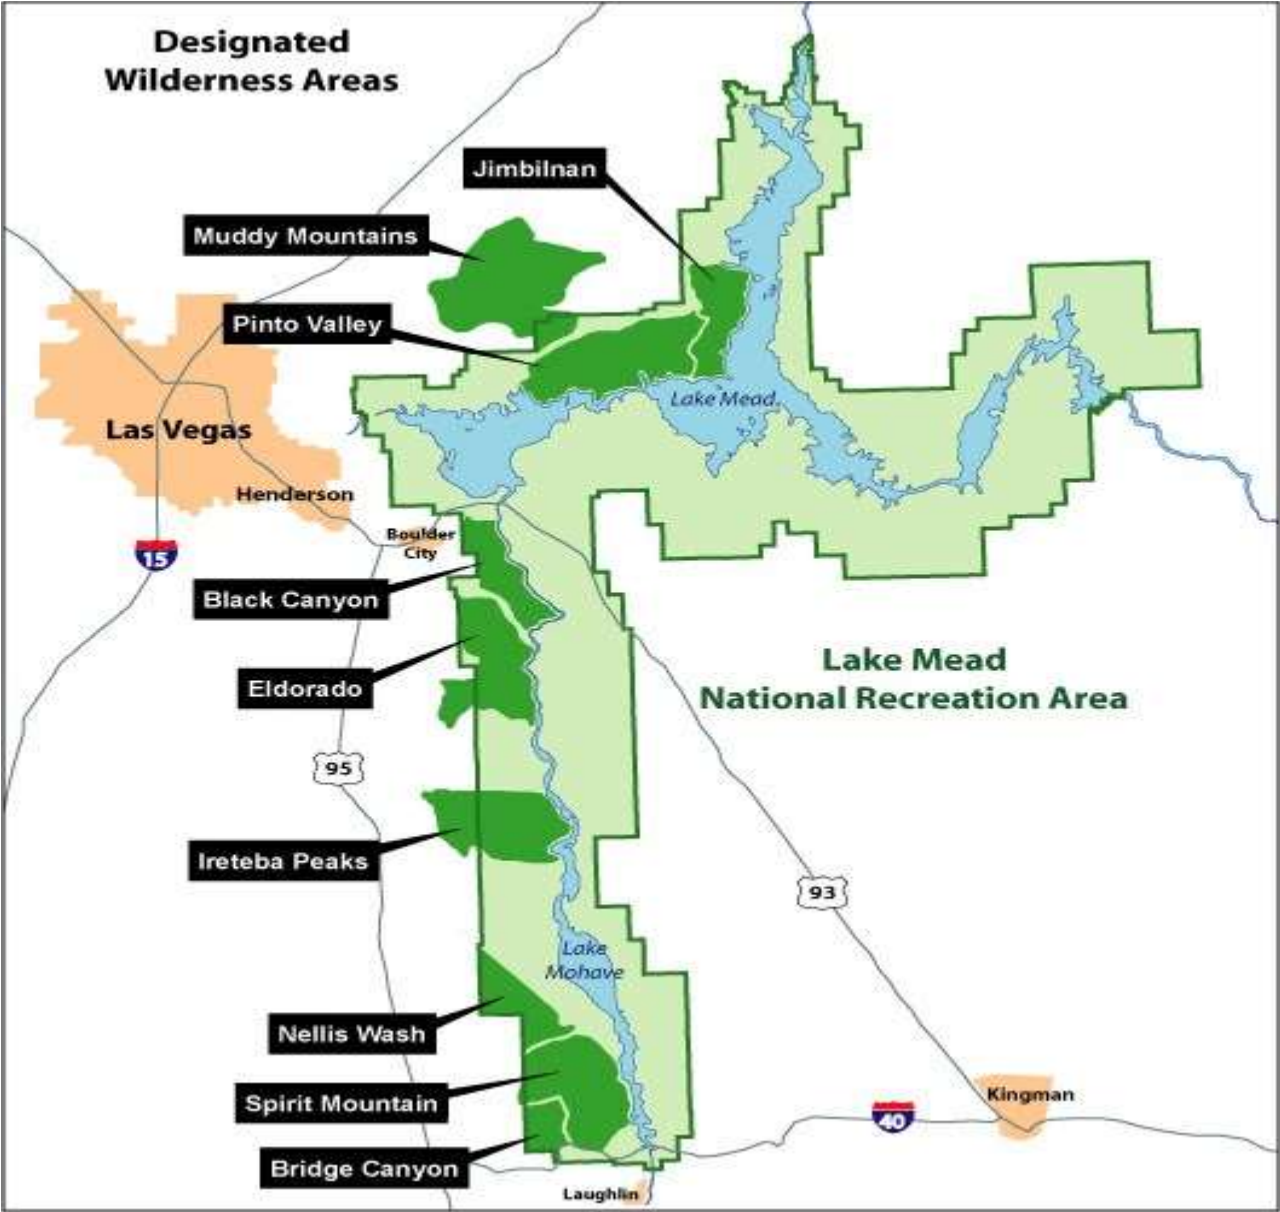 Designated
Wilderness Areas
Jimbilnan
Muddy Mountains
Pinto Valley
Lake Mead
Las Vegas
Henderson
Boulder
City
15
Black Canyon
Lake Mead
National Recreation Area
Eldorado
95
Ireteba Peaks
93
Lake
Mohave
Nellis Wash
Spirit Mountain
Kingman
40
Bridge Canyon
Laughlin